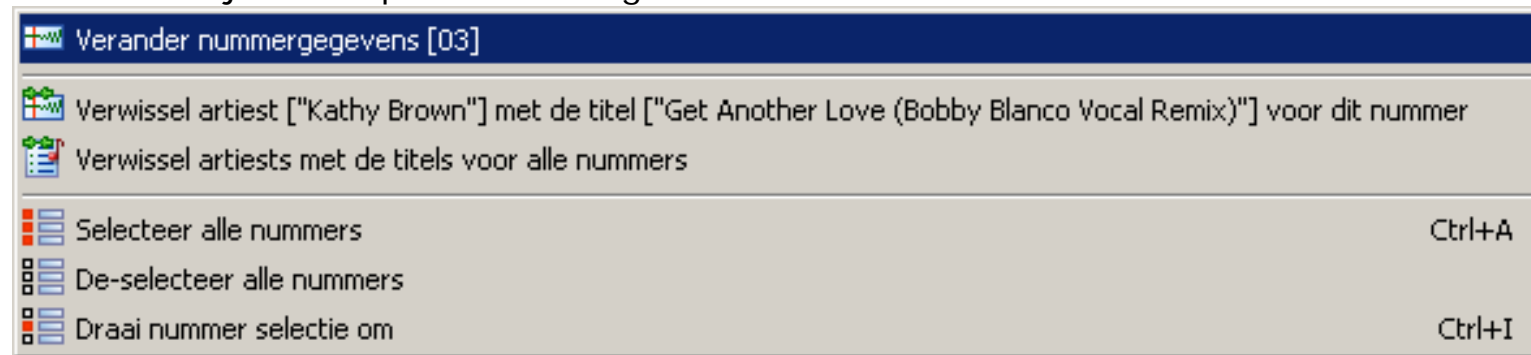 Verander nummergegevens [03]
Verwissel artiest ["Kathy Brown"] met de titel ["Get Another Love (Bobby Blanco Vocal Remix)"] voor dit nummer
Verwissel artiests met de titels voor alle nummers
Selecteer alle nummers Ctrl+A
De-selecteer alle nummers
Draai nummer selectie om Ctrl+I